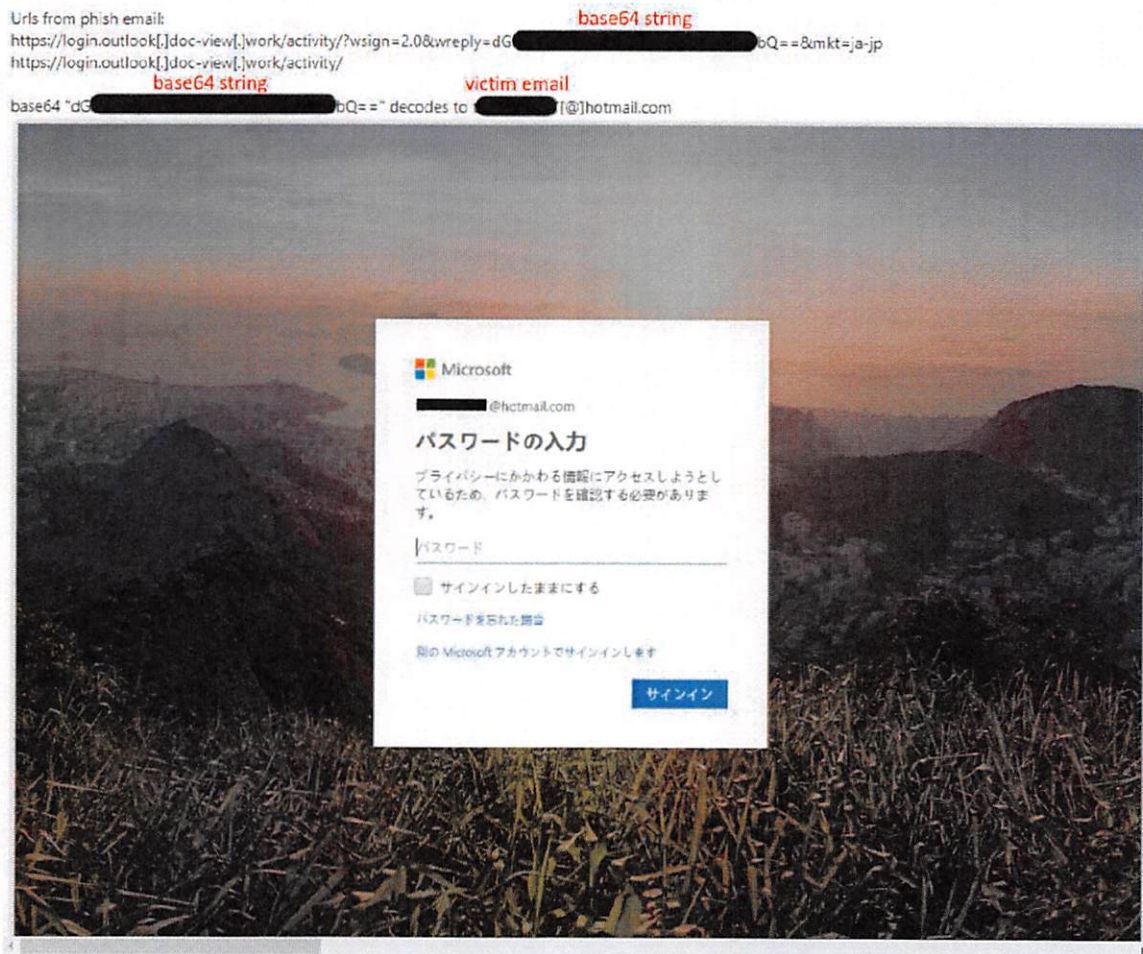 Urls from phish email:
base64 string
https://login.outlook[.]doc-view[.]work/activity/?wsign=2.0&wreply=dG bQ==&mkt=ja-jp
https://login.outlook[.]doc-view[.]work/activity/
base64 string victim email
base64 "dG bQ==" decodes to [@]hotmail.com
Microsoft
@hotmail.com
パスワードの入力
プライバシーにかかわる情報にアクセスしようとし
ているため、パスワードを確認する必要がありま
す。
パスワード
サインインしたままにする
パスワードを忘れた場合
別の Microsoft アカウントでサインインします
サインイン